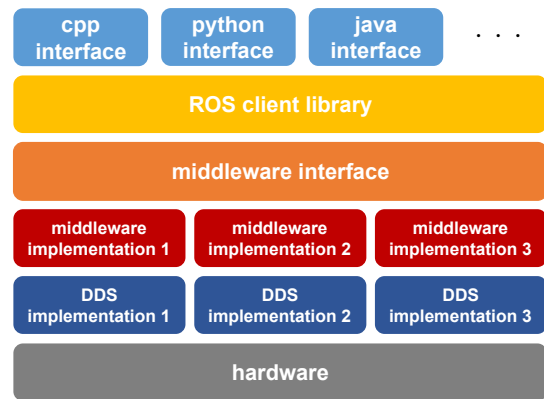 cpp
interface
python
interface
java
interface
. . .
ROS client library
middleware interface
middleware
implementation 1
middleware
implementation 2
middleware
implementation 3
DDS
implementation 1
DDS
implementation 2
DDS
implementation 3
hardware